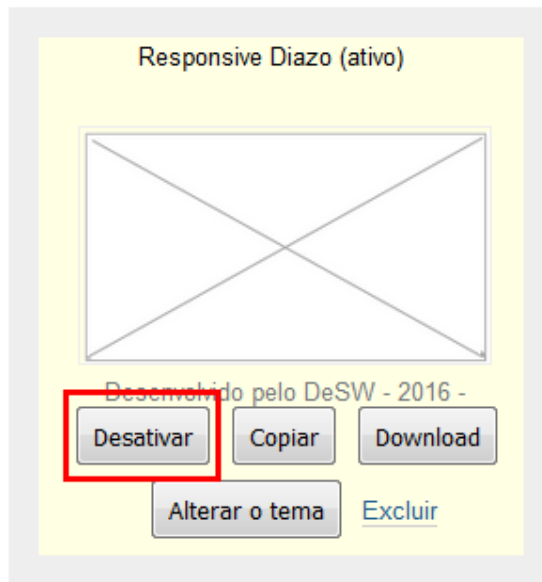 Responsive Diazo (ativo)
Desenvolvido pelo DeSW - 2016 -
Desativar Copiar Download
Alterar o tema Excluir